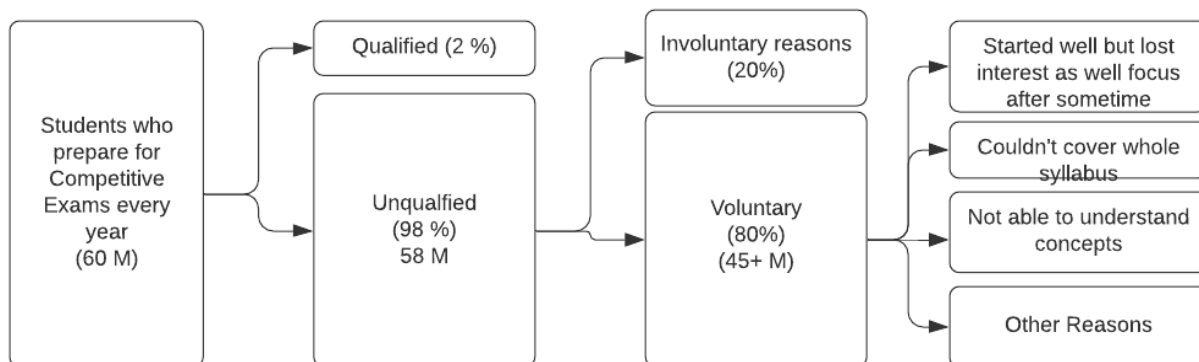 Students who
prepare for
Competitive
Exams every
year
(60 M)
Qualified (2 %)
Unqualfied
(98 %)
58 M
Involuntary reasons
(20%)
Voluntary
(80%)
(45+ M)
Started well but lost
interest as well focus
after sometime
Couldn't cover whole
syllabus
Not able to understand
concepts
Other Reasons